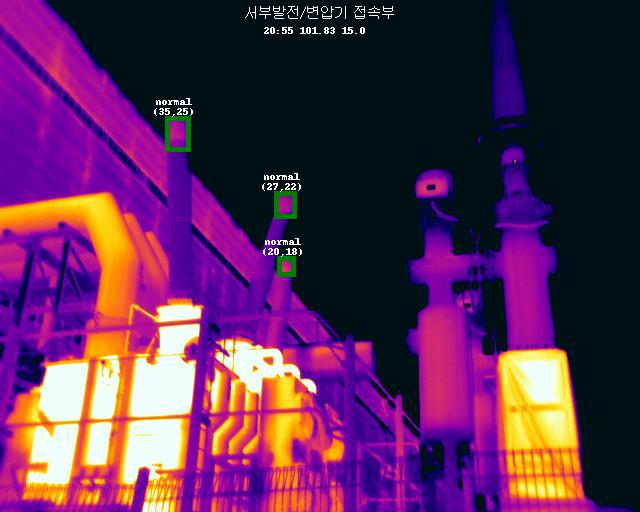 서부발전/변압기 접속부
20:55 101.83 15.0
normal
(35,25)
normal
(27,22)
normal
(20,18)